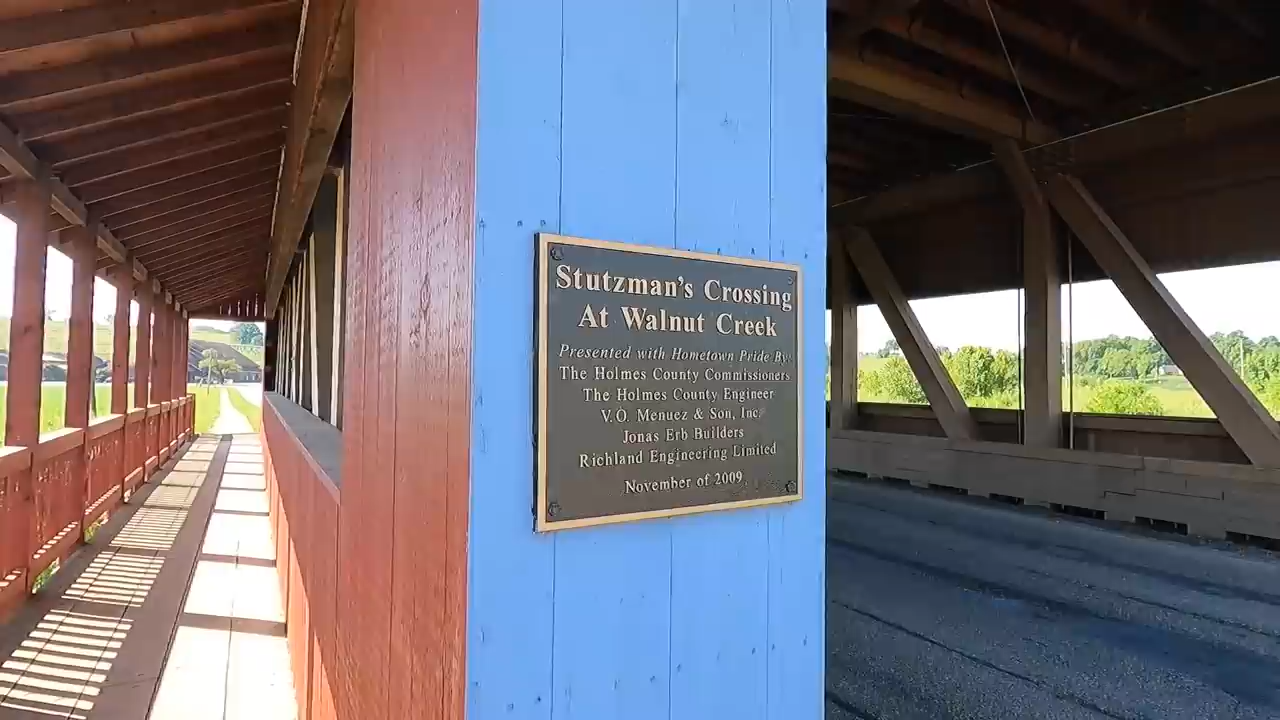 Stutzman's Crossing
At Walnut Creek
Presented with Hometown Pride By:
The Holmes County Commissioners
The Holmes County Engineer
V.O. Menuez & Son, Inc.
Jonas Erb Builders
Richland Engineering Limited
November of 2009